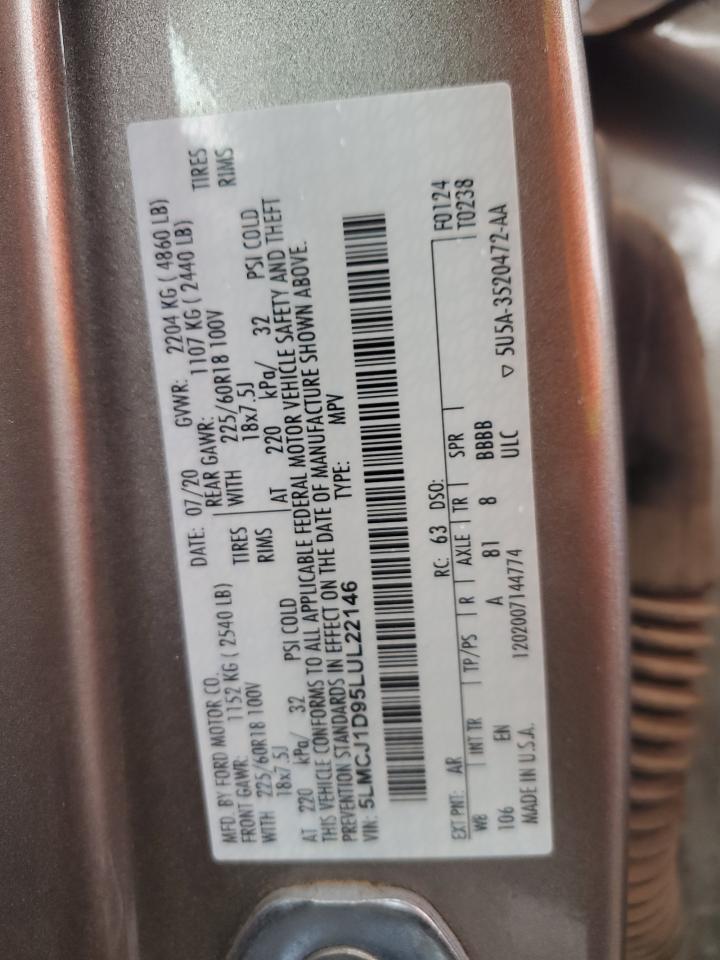 MFD. BY FORD MOTOR CO.
DATE: 07/20 GVWR: 2204 KG ( 4860 LB)
FRONT GAWR: 1152 KG ( 2540 LB)
REAR GAWR: 1107 KG ( 2440 LB)
WITH 225/60R18 100V TIRES
WITH 225/60R18 100V TIRES
18x7.5J RIMS
18x7.5J RIMS
AT 220 kPa/ 32 PSI COLD
AT 220 kPa/ 32 PSI COLD
THIS VEHICLE CONFORMS TO ALL APPLICABLE FEDERAL MOTOR VEHICLE SAFETY AND THEFT
PREVENTION STANDARDS IN EFFECT ON THE DATE OF MANUFACTURE SHOWN ABOVE.
VIN: 5LMCJ1D95LUL22146 TYPE: MPV
F0124
EXT PNT: AR RC: 63 DSO: T0238
WB INT TR TP/PS R AXLE TR SPR
106 EN A 81 8 BBBB
ULC
MADE IN U.S.A. 1202007144774 ▽ 5U5A-3520472-AA